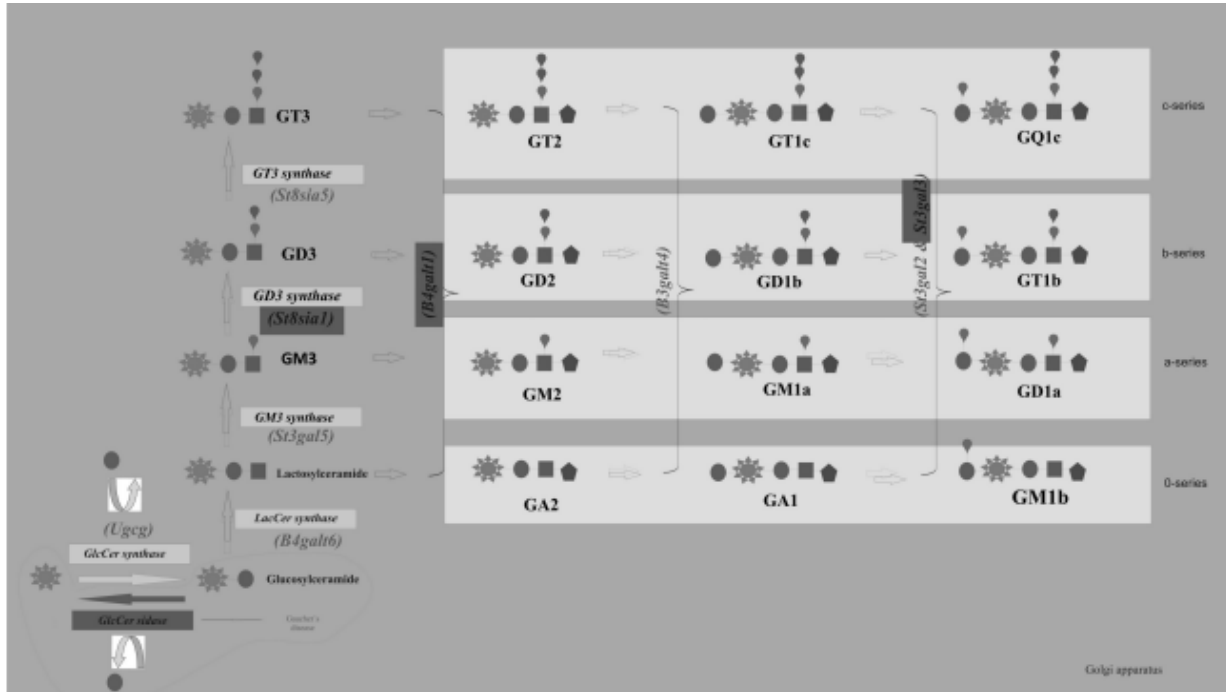 GT3
GT2
GT1c
GQ1c
c-series
GT3 synthase
(St8sia5)
GD3
GD2
GD1b
GT1b
b-series
(B4galt1)
(B3galt4)
(St3gal2 & St3gal3)
GD3 synthase
(St8sia1)
GM3
GM2
GM1a
GD1a
a-series
GM3 synthase
(St3gal5)
Lactosylceramide
GA2
GA1
GM1b
0-series
(Ugcg)
LacCer synthase
(B4galt6)
GlcCer synthase
Glucosylceramide
GlcCer sidase
Gaucher's
disease
Golgi apparatus